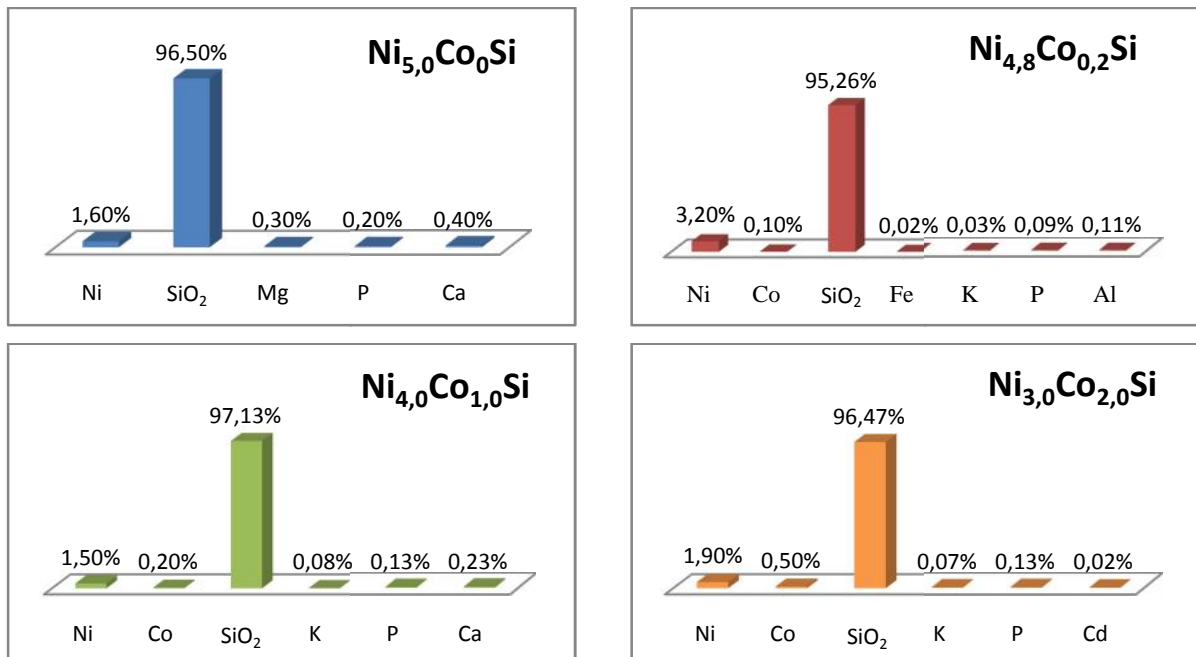 Ni5,0Co0Si
96,50%
1,60% 0,30% 0,20% 0,40%
Ni SiO2 Mg P Ca
Ni4,8Co0,2Si
95,26%
3,20% 0,10% 0,02% 0,03% 0,09% 0,11%
Ni Co SiO2 Fe K P Al
Ni4,0Co1,0Si
97,13%
1,50% 0,20% 0,08% 0,13% 0,23%
Ni Co SiO2 K P Ca
Ni3,0Co2,0Si
96,47%
1,90% 0,50% 0,07% 0,13% 0,02%
Ni Co SiO2 K P Cd